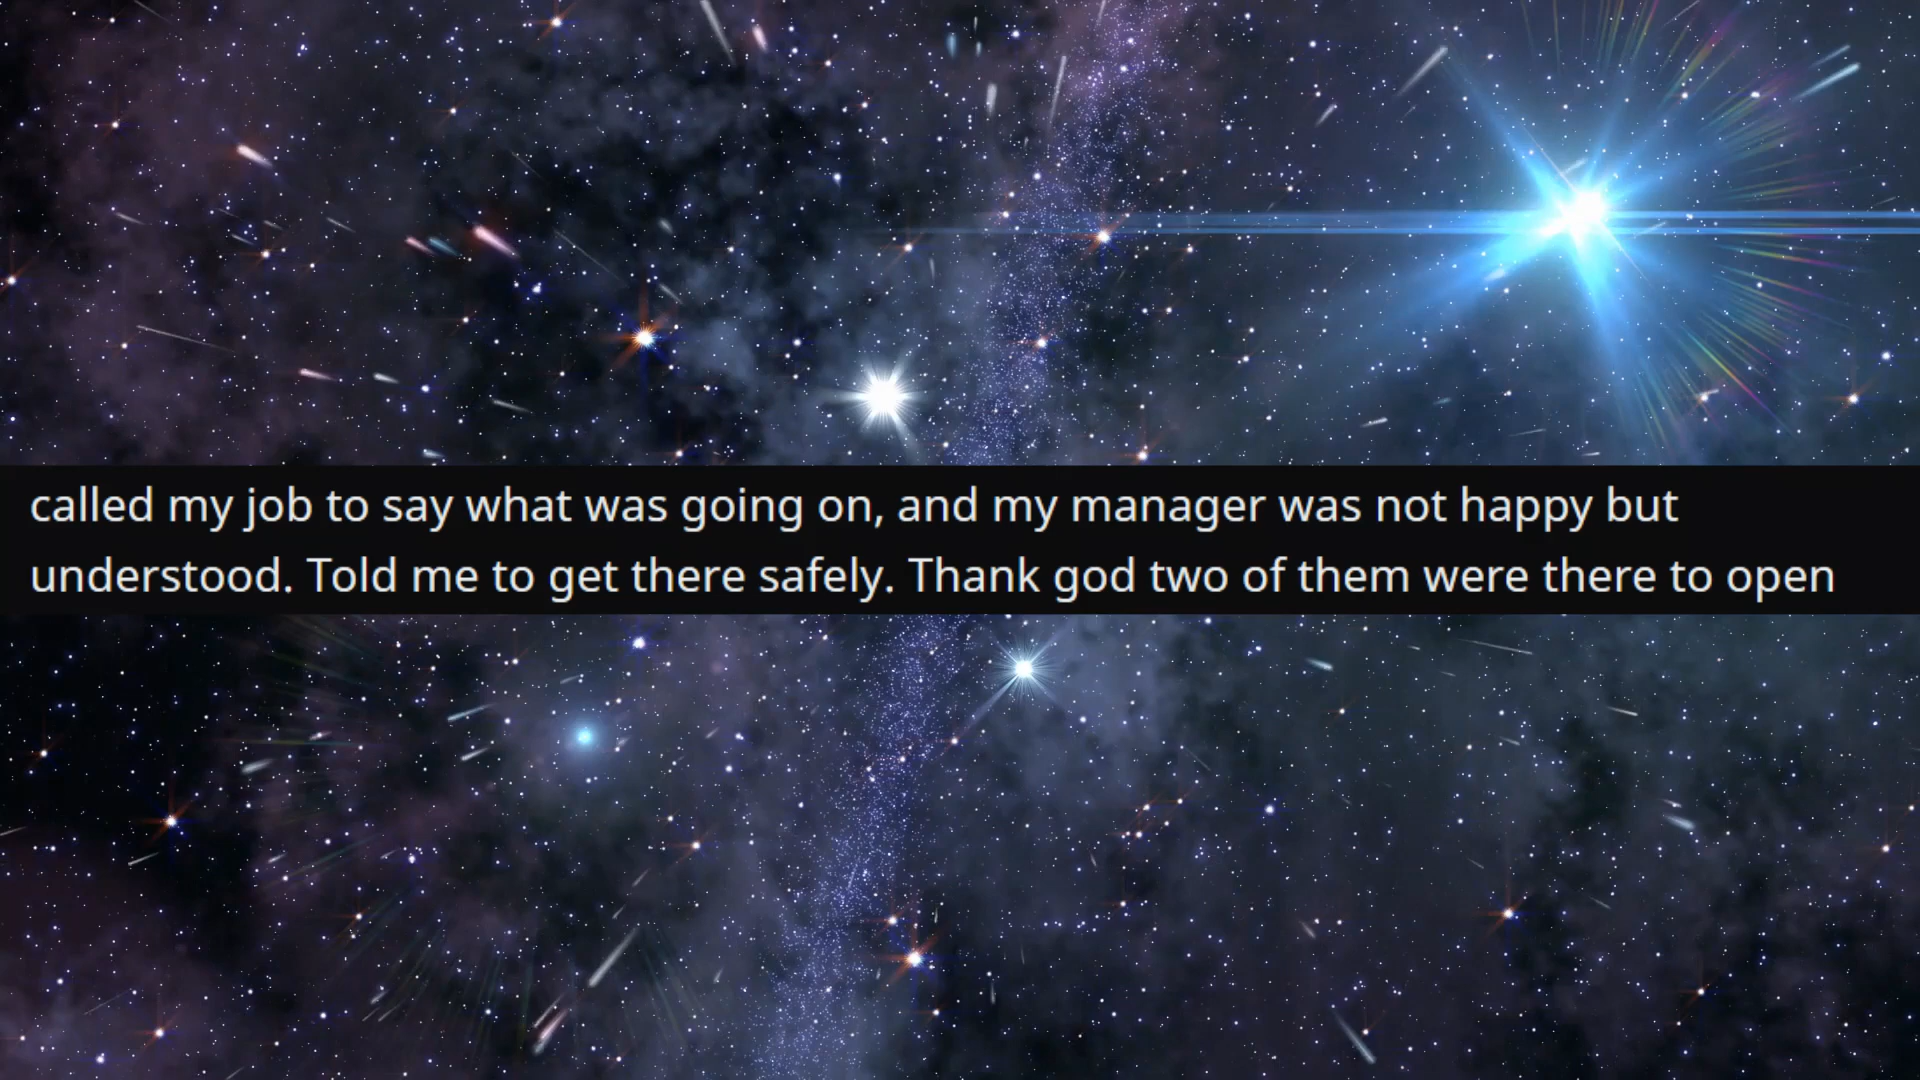 called my job to say what was going on, and my manager was not happy but
understood. Told me to get there safely. Thank god two of them were there to open